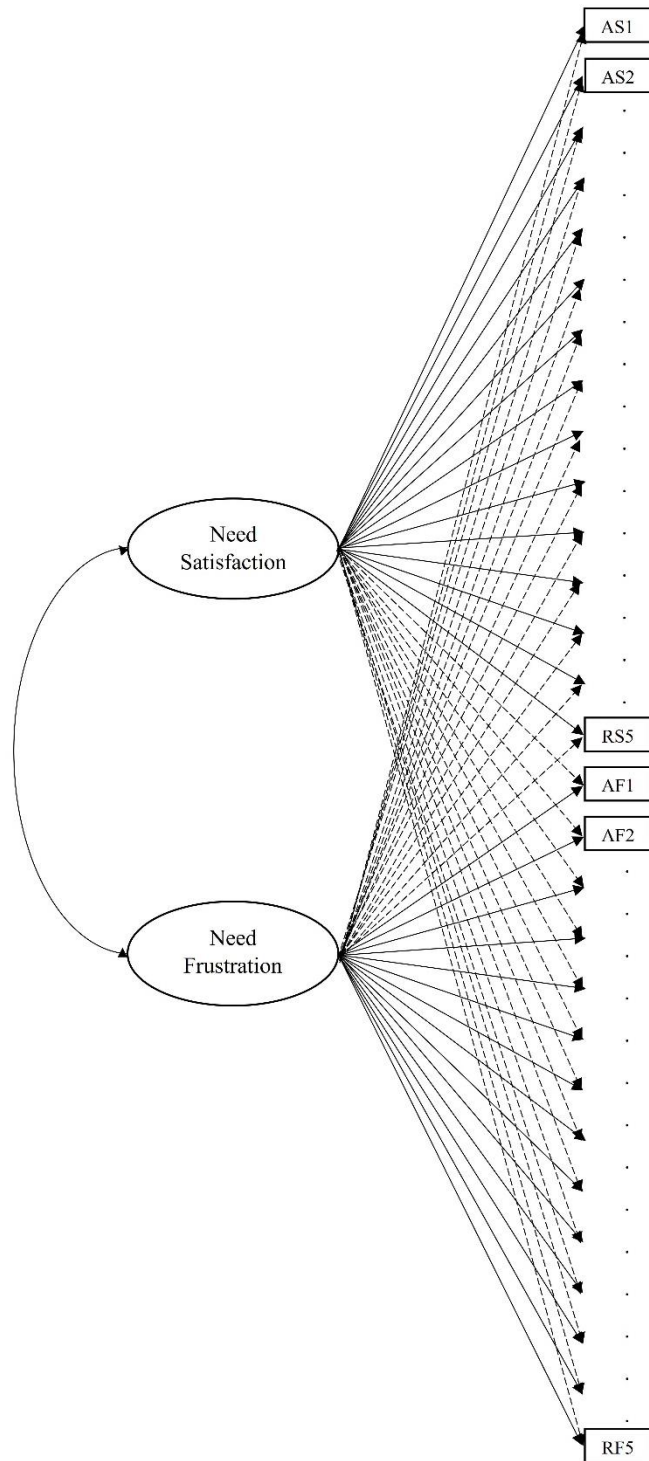 AS1
AS2
Need
Satisfaction
RS5
AF1
AF2
Need
Frustration
RF5